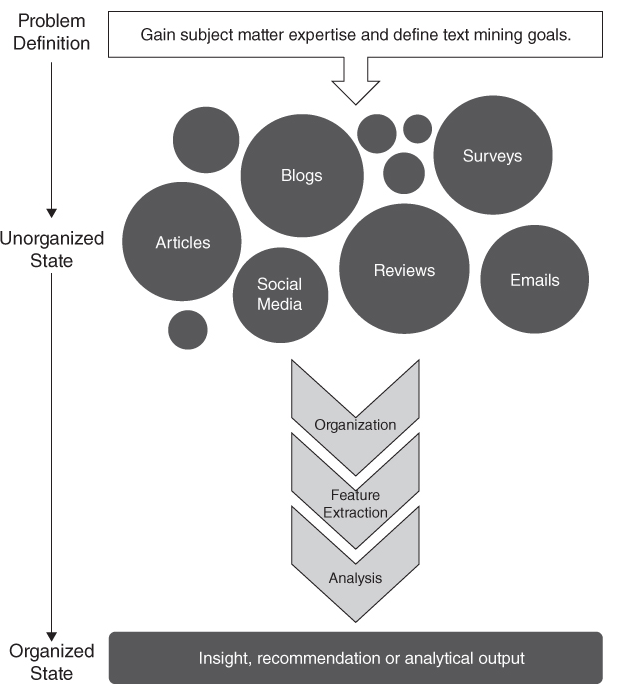 Problem
Definition
Gain subject matter expertise and define text mining goals.
Blogs
Surveys
Unorganized
State
Articles
Social
Media
Reviews
Emails
Organization
Feature
Extraction
Analysis
Organized
State
Insight, recommendation or analytical output